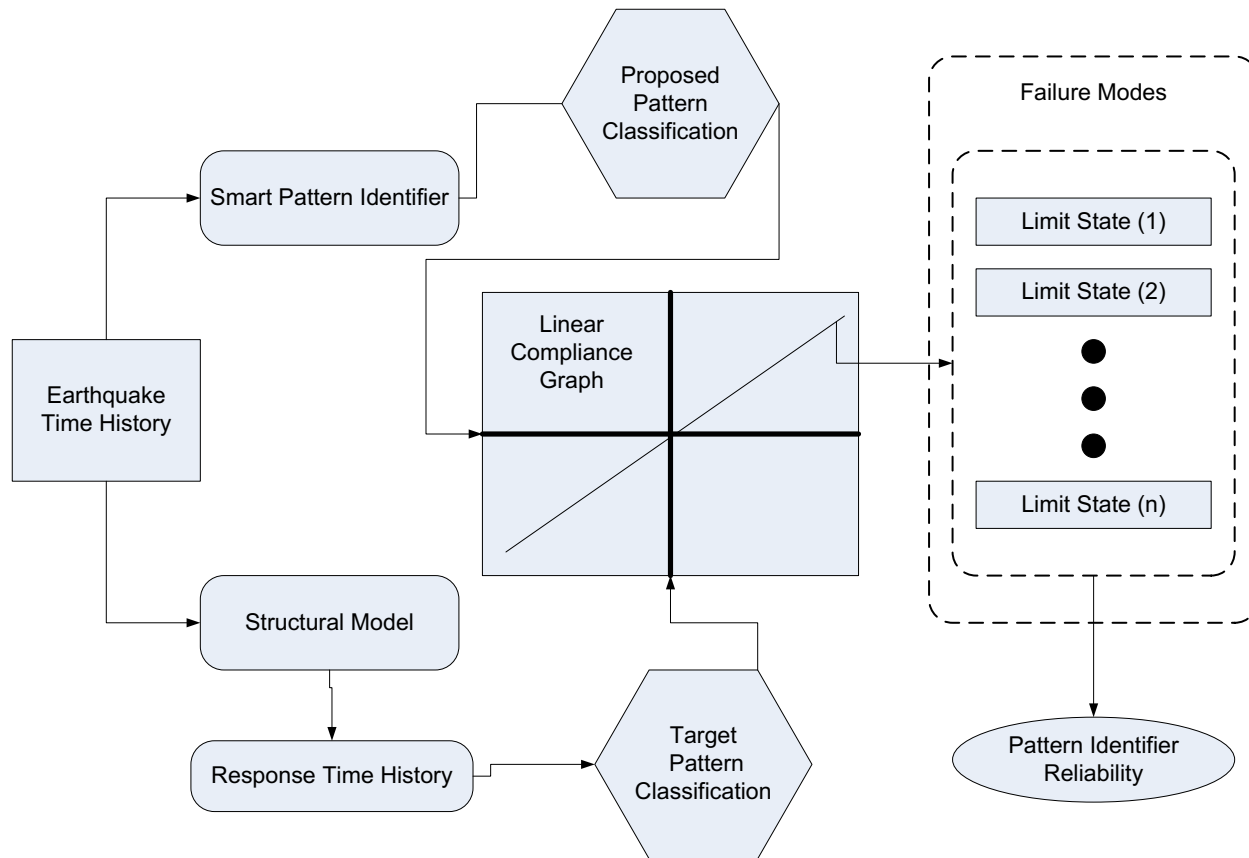 Proposed
Pattern
Classification
Failure Modes
Smart Pattern Identifier
Limit State (1)
Limit State (2)
Linear
Compliance
Graph
Earthquake
Time History
Limit State (n)
Structural Model
Target
Pattern
Classification
Response Time History
Pattern Identifier
Reliability